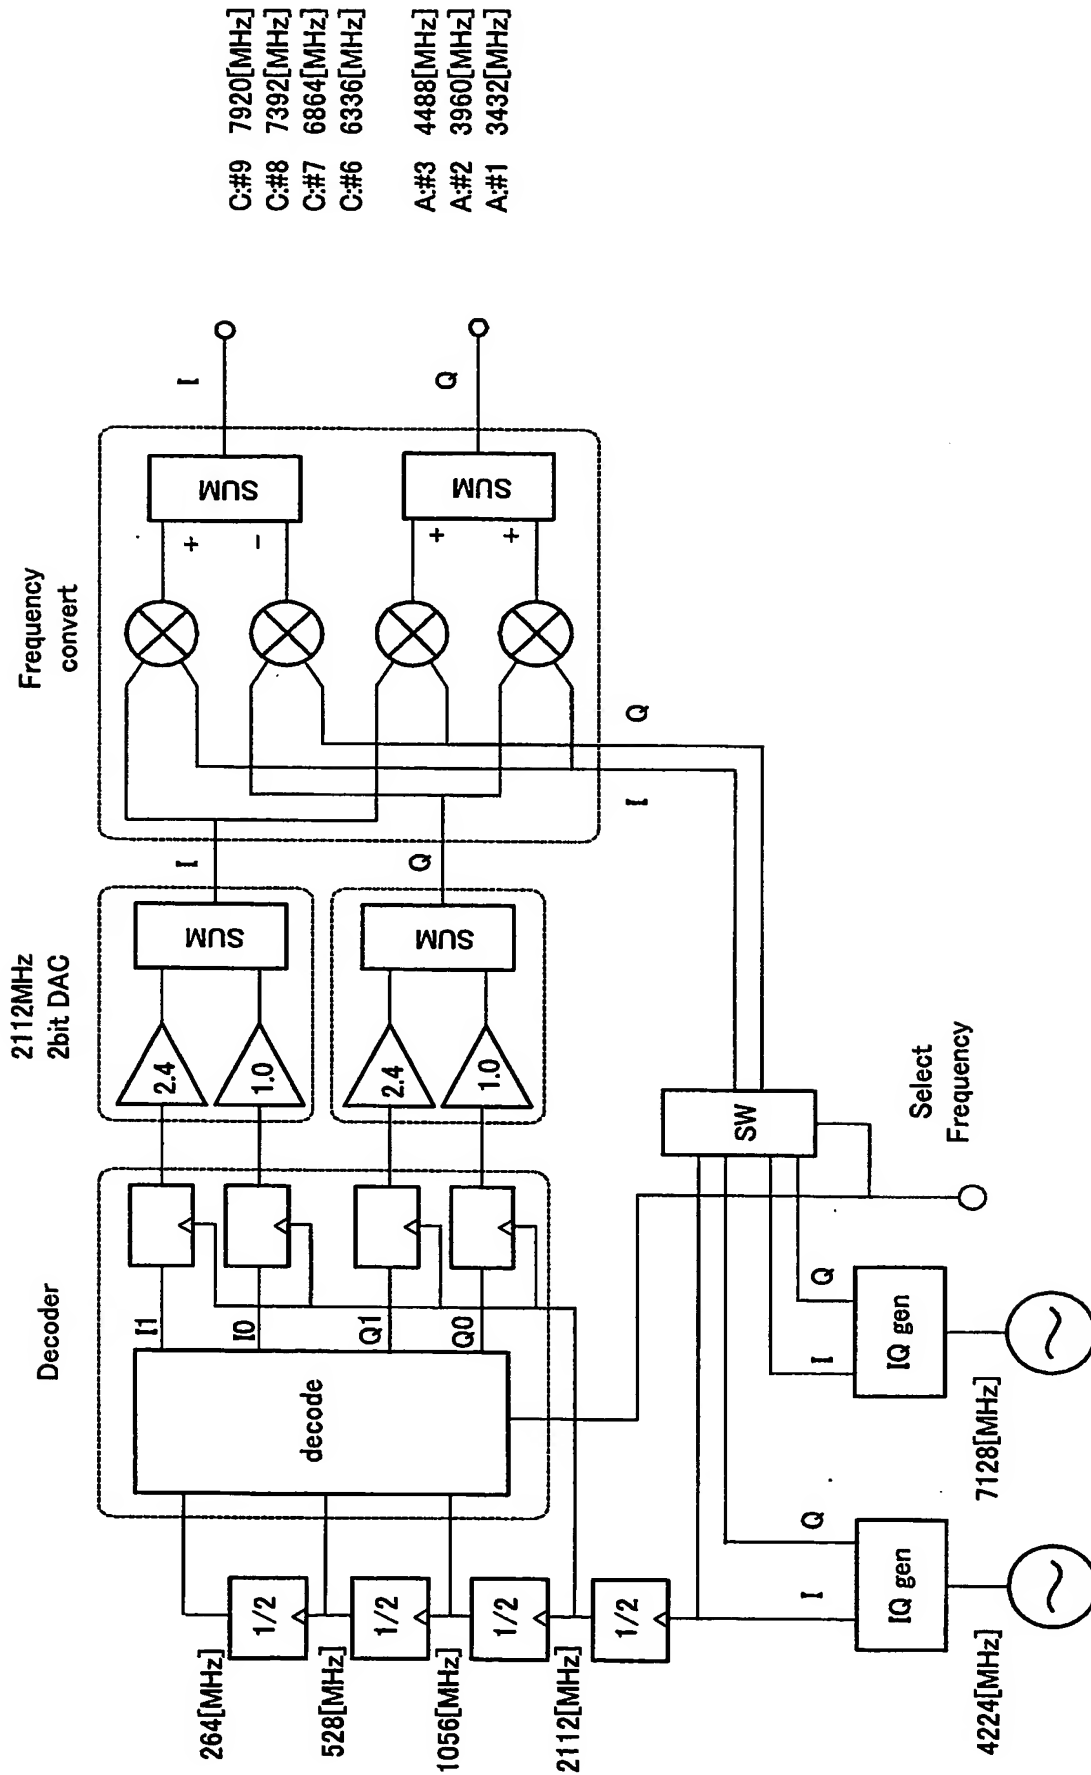 Decoder
2112MHz
2bit DAC
Frequency
convert
264[MHz]
528[MHz]
1056[MHz]
2112[MHz]
1/2
1/2
1/2
1/2
decode
I1
I0
Q1
Q0
2.4
1.0
2.4
1.0
SUM
SUM
I
Q
+
-
+
+
SUM
SUM
I
Q
I
Q
C:#9 7920[MHz]
C:#8 7392[MHz]
C:#7 6864[MHz]
C:#6 6336[MHz]
A:#3 4488[MHz]
A:#2 3960[MHz]
A:#1 3432[MHz]
SW
Select
Frequency
I
Q
IQ gen
4224[MHz]
I
Q
IQ gen
7128[MHz]